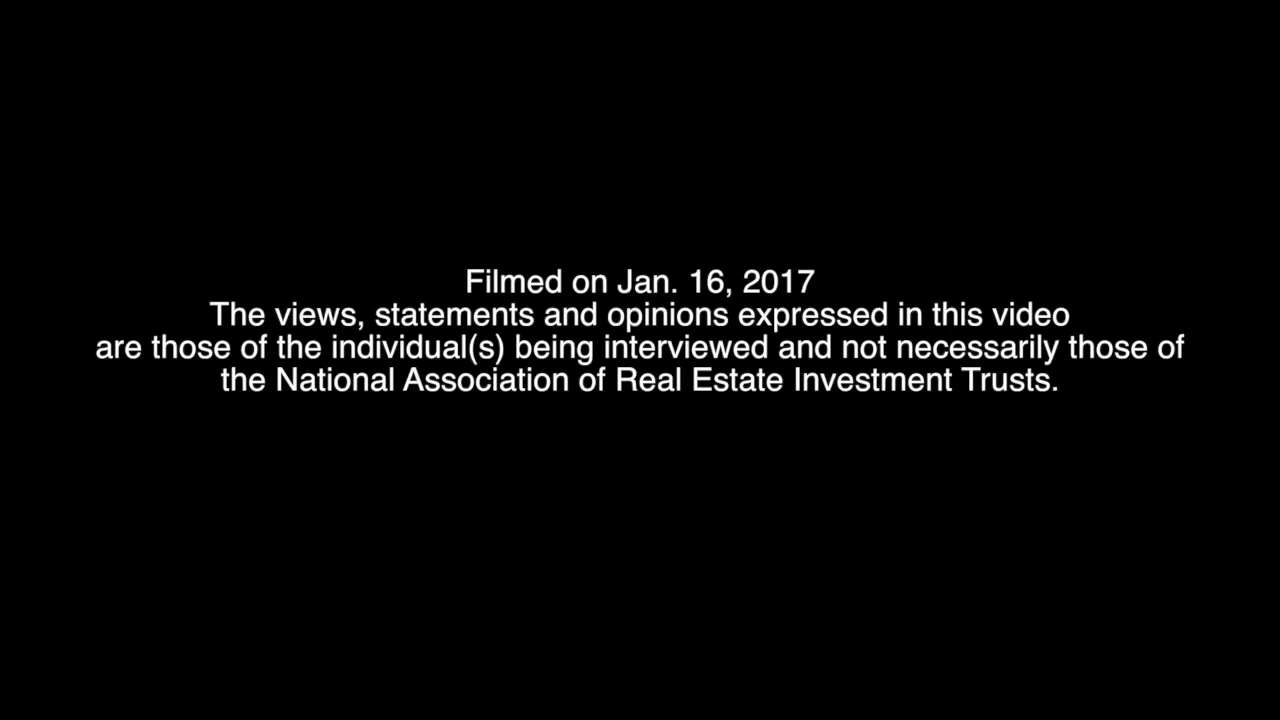 Filmed on Jan. 16, 2017
The views, statements and opinions expressed in this video
are those of the individual(s) being interviewed and not necessarily those of
the National Association of Real Estate Investment Trusts.